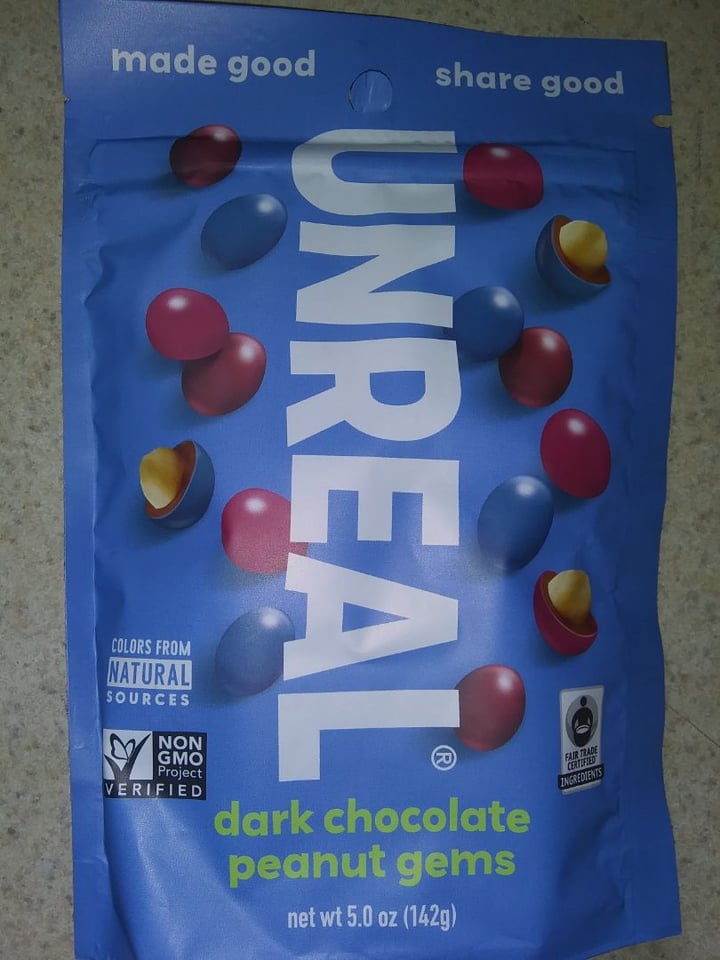 made good
share good
UNREAL®
COLORS FROM
NATURAL
SOURCES
NON
GMO
Project
VERIFIED
FAIR TRADE
CERTIFIED
INGREDIENTS
dark chocolate
peanut gems
net wt 5.0 oz (142g)